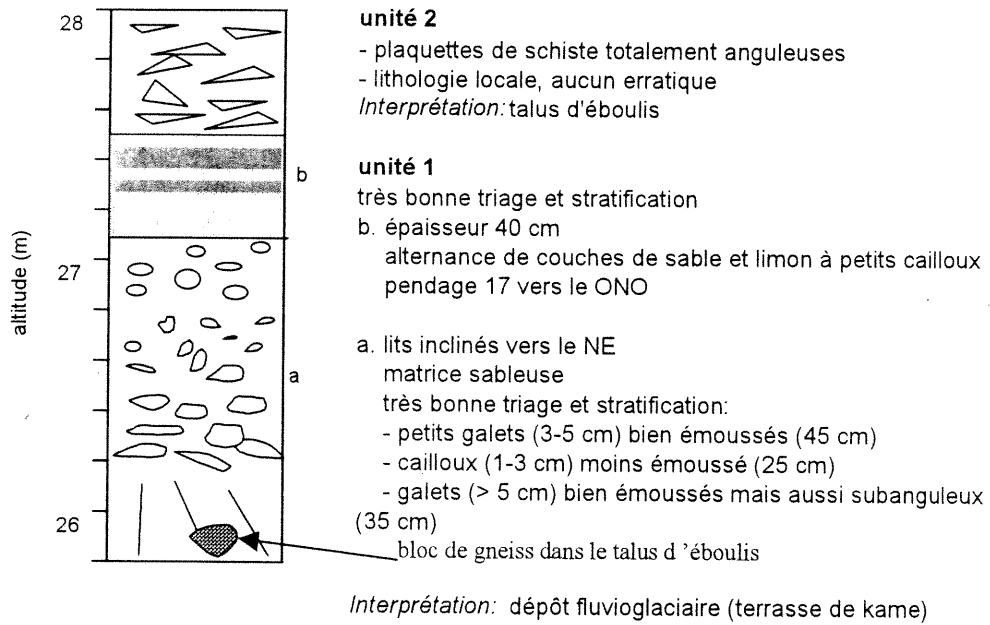 28
27
26
altitude (m)
b
a
unité 2
- plaquettes de schiste totalement anguleuses
- lithologie locale, aucun erratique
Interprétation: talus d'éboulis
unité 1
très bonne triage et stratification
b. épaisseur 40 cm
alternance de couches de sable et limon à petits cailloux
pendage 17 vers le ONO
a. lits inclinés vers le NE
matrice sableuse
très bonne triage et stratification:
- petits galets (3-5 cm) bien émoussés (45 cm)
- cailloux (1-3 cm) moins émoussé (25 cm)
- galets (> 5 cm) bien émoussés mais aussi subanguleux
(35 cm)
bloc de gneiss dans le talus d ’éboulis
Interprétation: dépôt fluvioglaciaire (terrasse de kame)